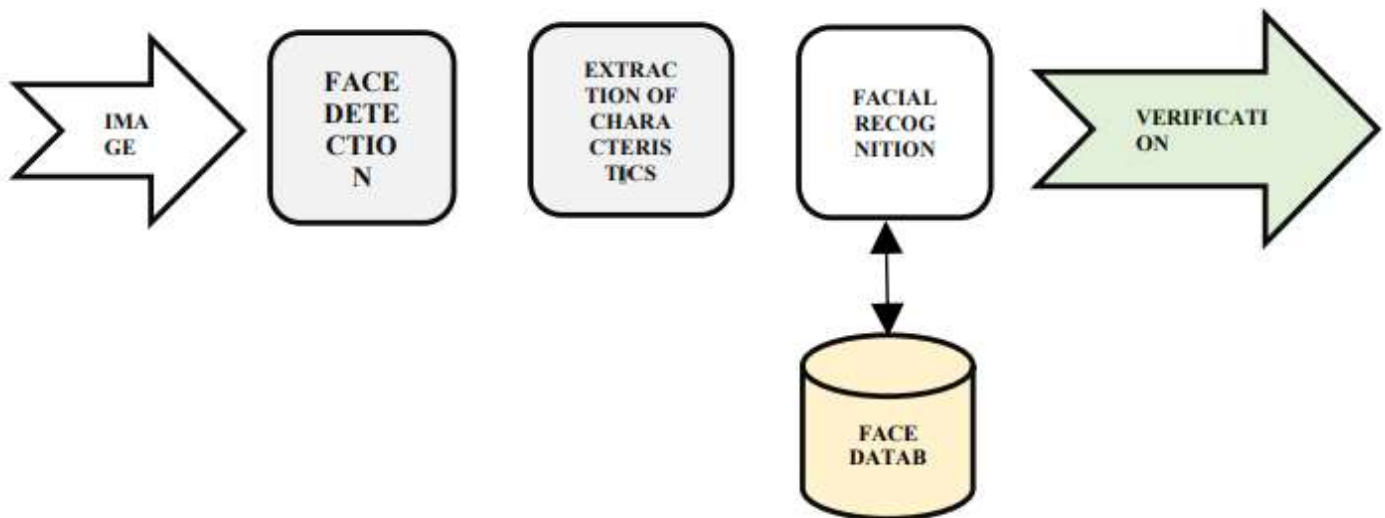 IMA
GE
FACE
DETE
CTIO
N
EXTRAC
TION OF
CHARA
CTERIS
TICS
FACIAL
RECOG
NITION
VERIFICATI
ON
FACE
DATAB